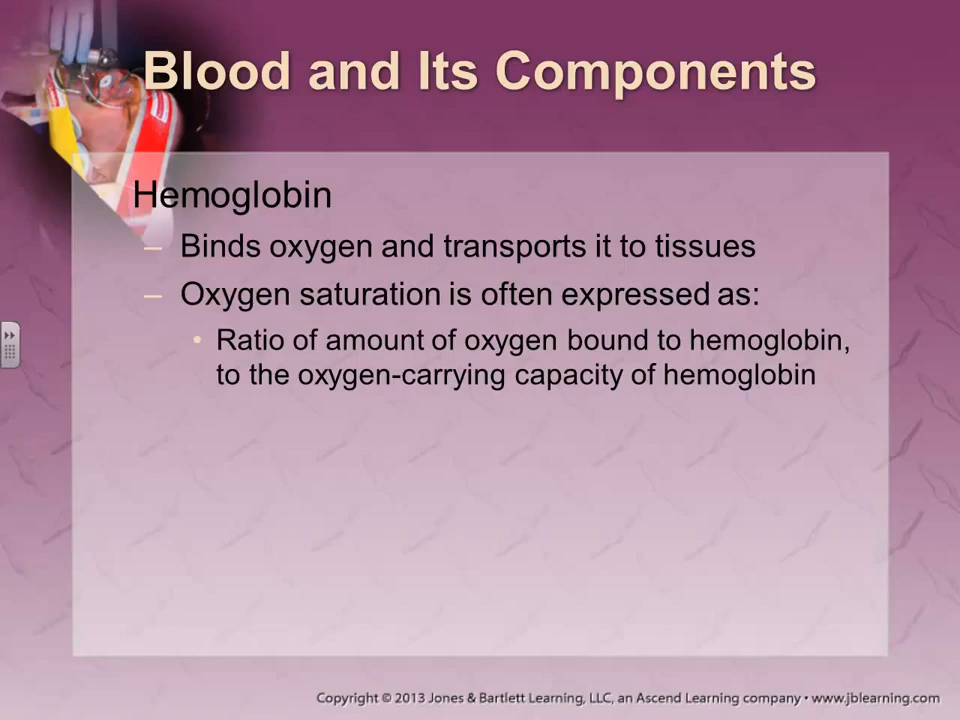 Blood and Its Components
Hemoglobin
– Binds oxygen and transports it to tissues
– Oxygen saturation is often expressed as:
• Ratio of amount of oxygen bound to hemoglobin,
to the oxygen-carrying capacity of hemoglobin
Copyright © 2013 Jones & Bartlett Learning, LLC, an Ascend Learning company • www.jblearning.com